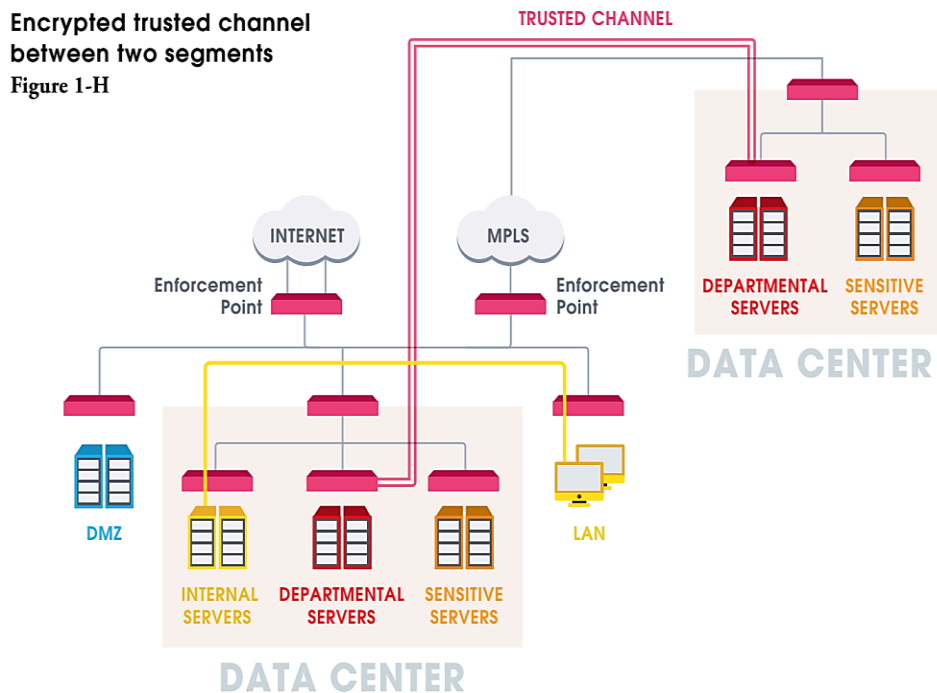 Encrypted trusted channel
between two segments
Figure 1-H
TRUSTED CHANNEL
INTERNET
MPLS
Enforcement
Point
Enforcement
Point
DEPARTMENTAL
SERVERS
SENSITIVE
SERVERS
DATA CENTER
DMZ
LAN
INTERNAL
SERVERS
DEPARTMENTAL
SERVERS
SENSITIVE
SERVERS
DATA CENTER